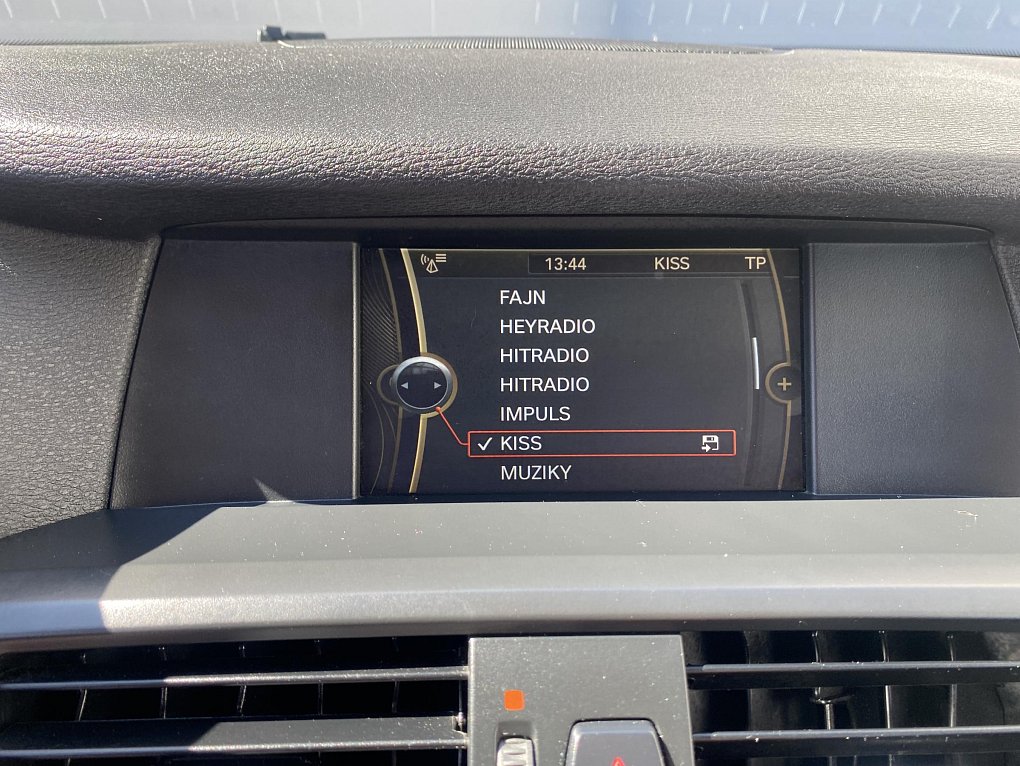 13:44 KISS TP
FAJN
HEYRADIO
HITRADIO
HITRADIO
IMPULS
KISS
MUZIKY